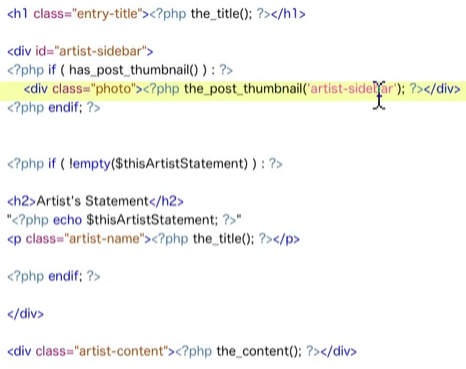 <h1 class="entry-title"><?php the_title(); ?></h1>
<div id="artist-sidebar">
<?php if ( has_post_thumbnail() ) : ?>
<div class="photo"><?php the_post_thumbnail('artist-sidebar'); ?></div>
<?php endif; ?>
<?php if ( !empty($thisArtistStatement) ) : ?>
<h2>Artist's Statement</h2>
"<?php echo $thisArtistStatement; ?>"
<p class="artist-name"><?php the_title(); ?></p>
<?php endif; ?>
</div>
<div class="artist-content"><?php the_content(); ?></div>